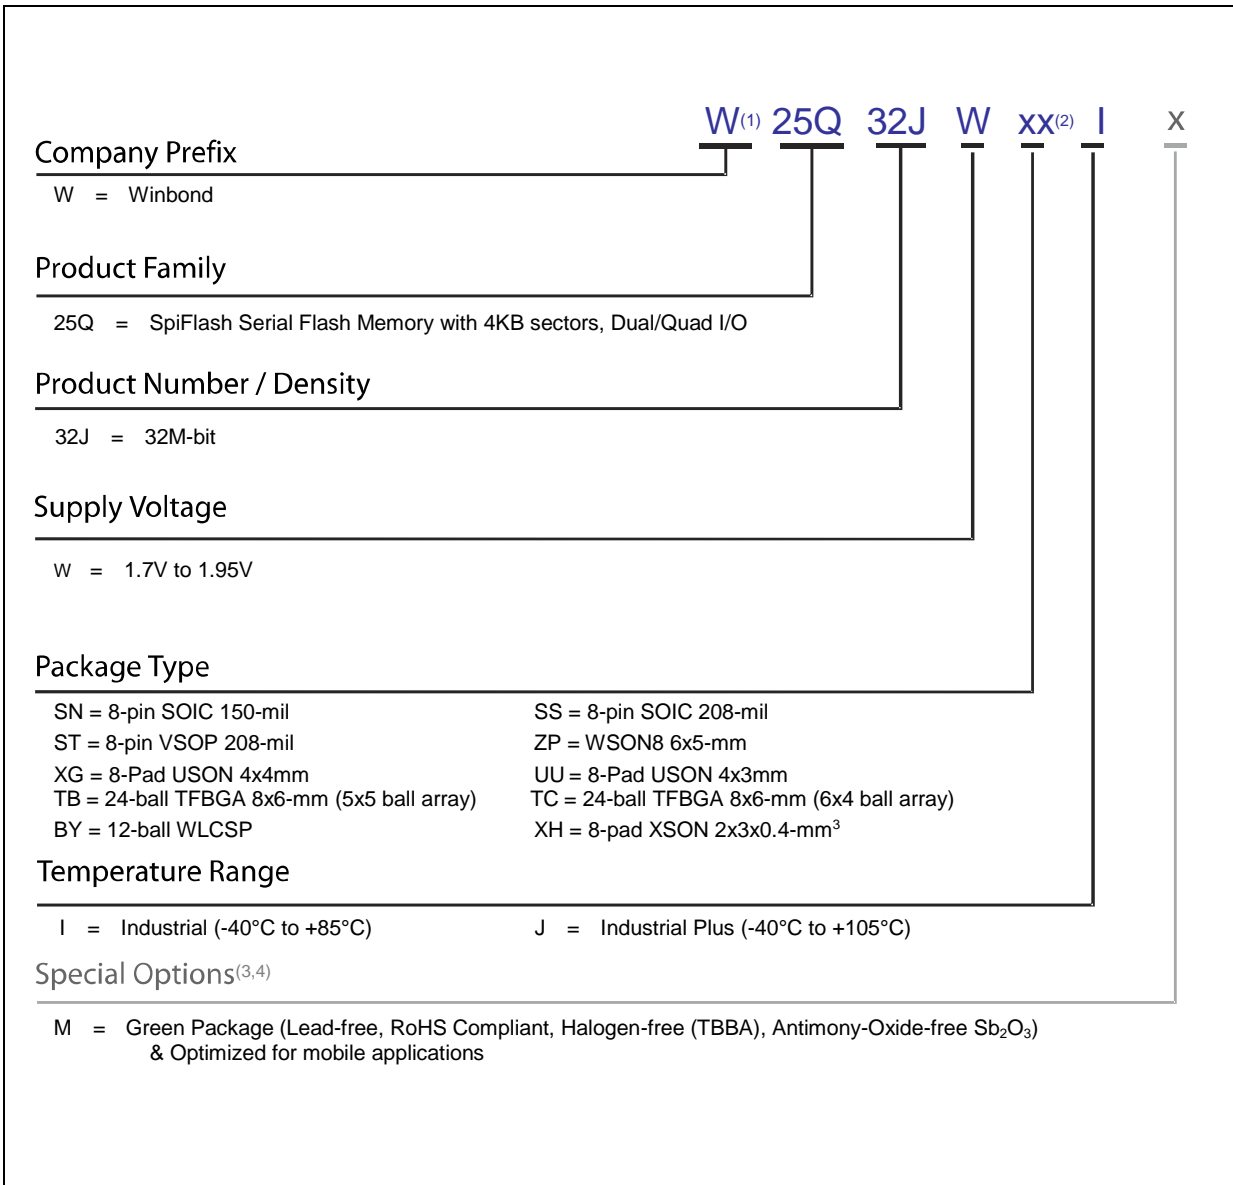 W(1) 25Q 32J W xx(2) I x
Company Prefix
W = Winbond
Product Family
25Q = SpiFlash Serial Flash Memory with 4KB sectors, Dual/Quad I/O
Product Number / Density
32J = 32M-bit
Supply Voltage
W = 1.7V to 1.95V
Package Type
SN = 8-pin SOIC 150-mil SS = 8-pin SOIC 208-mil
ST = 8-pin VSOP 208-mil ZP = WSON8 6x5-mm
XG = 8-Pad USON 4x4mm UU = 8-Pad USON 4x3mm
TB = 24-ball TFBGA 8x6-mm (5x5 ball array) TC = 24-ball TFBGA 8x6-mm (6x4 ball array)
BY = 12-ball WLCSP XH = 8-pad XSON 2x3x0.4-mm³
Temperature Range
I = Industrial (-40°C to +85°C) J = Industrial Plus (-40°C to +105°C)
Special Options(3,4)
M = Green Package (Lead-free, RoHS Compliant, Halogen-free (TBBA), Antimony-Oxide-free Sb₂O₃)
& Optimized for mobile applications